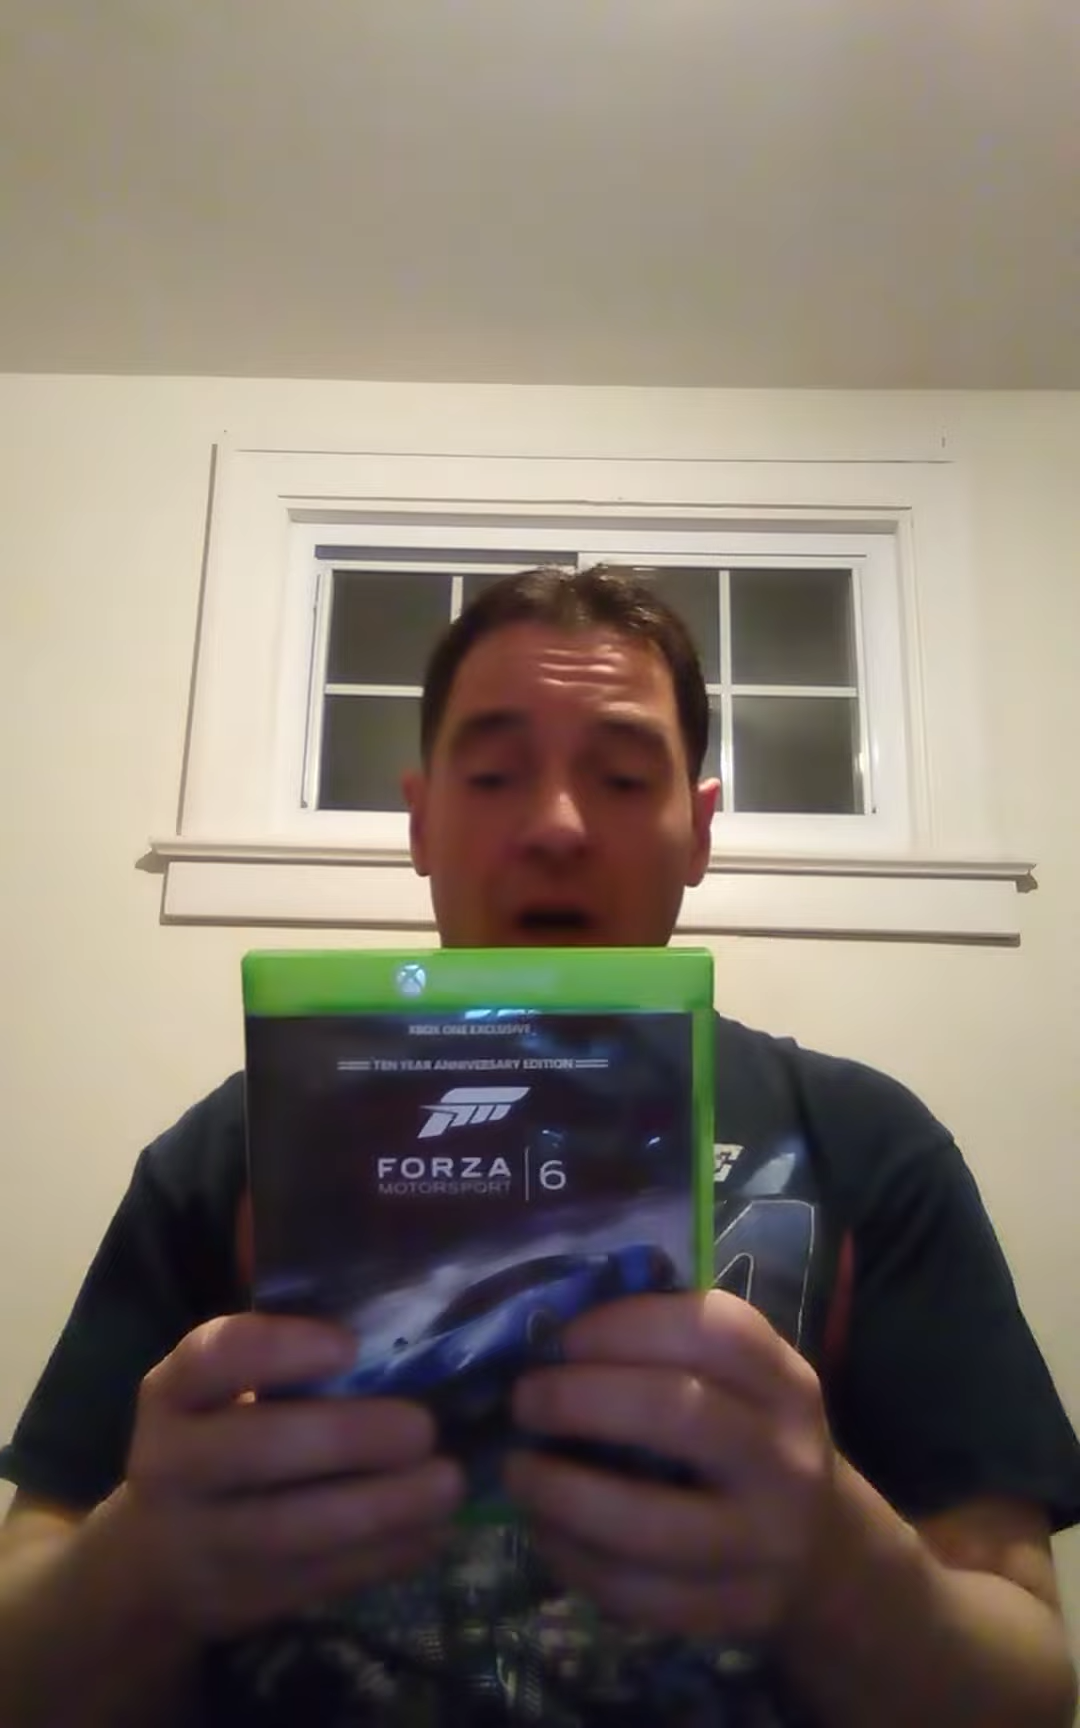 XBOX ONE EXCLUSIVE
TEN YEAR ANNIVERSARY EDITION
FORZA
MOTORSPORT
6